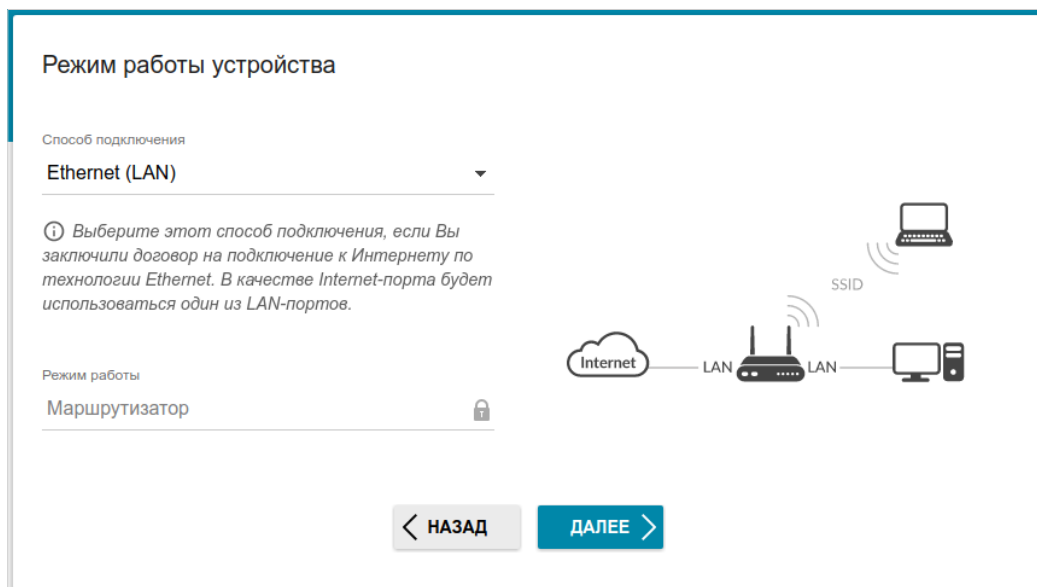 Режим работы устройства
Способ подключения
Ethernet (LAN)
Выберите этот способ подключения, если Вы
заключили договор на подключение к Интернету по
технологии Ethernet. В качестве Internet-порта будет
использоваться один из LAN-портов.
SSID
Internet
LAN
LAN
Режим работы
Маршрутизатор
НАЗАД
ДАЛЕЕ